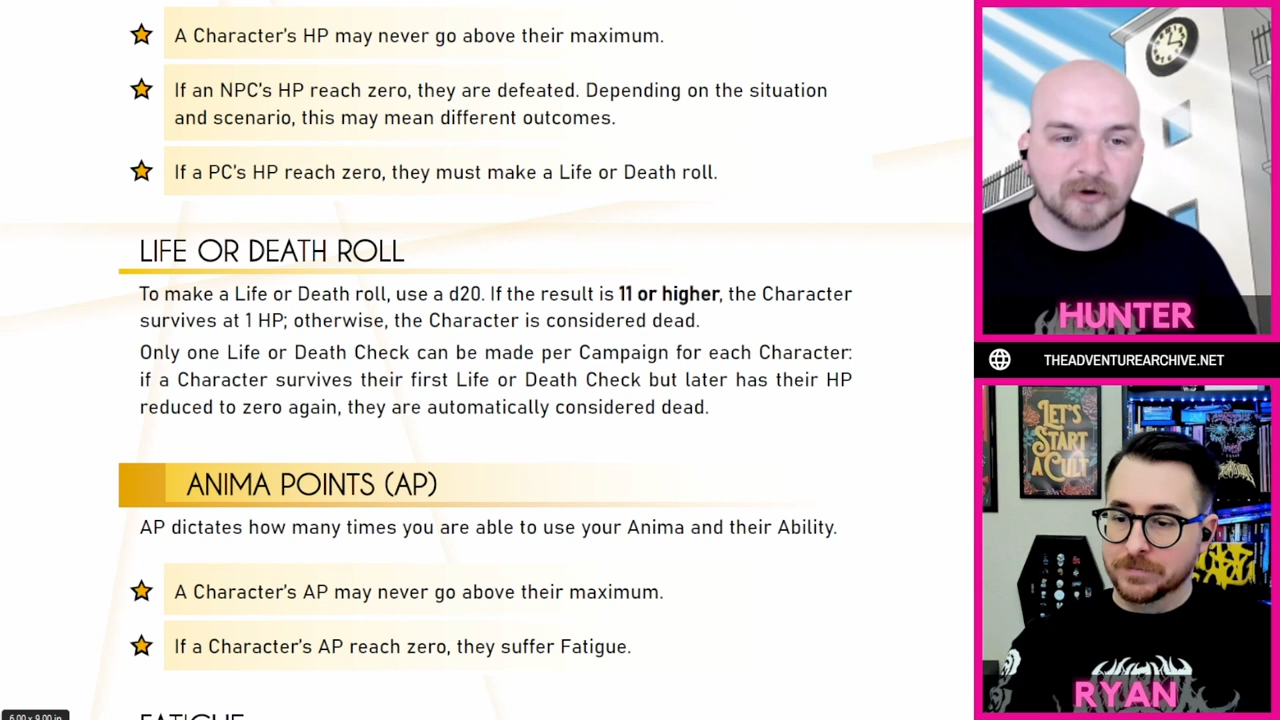 A Character's HP may never go above their maximum.
If an NPC's HP reach zero, they are defeated. Depending on the situation
and scenario, this may mean different outcomes.
If a PC's HP reach zero, they must make a Life or Death roll.
LIFE OR DEATH ROLL
To make a Life or Death roll, use a d20. If the result is 11 or higher, the Character
survives at 1 HP; otherwise, the Character is considered dead.
Only one Life or Death Check can be made per Campaign for each Character:
if a Character survives their first Life or Death Check but later has their HP
reduced to zero again, they are automatically considered dead.
ANIMA POINTS (AP)
AP dictates how many times you are able to use your Anima and their Ability.
A Character's AP may never go above their maximum.
If a Character's AP reach zero, they suffer Fatigue.
FATIGUE
6.00 x 9.00 in
HUNTER
THEADVENTUREARCHIVE.NET
LET'S
START
A CULT
RYAN